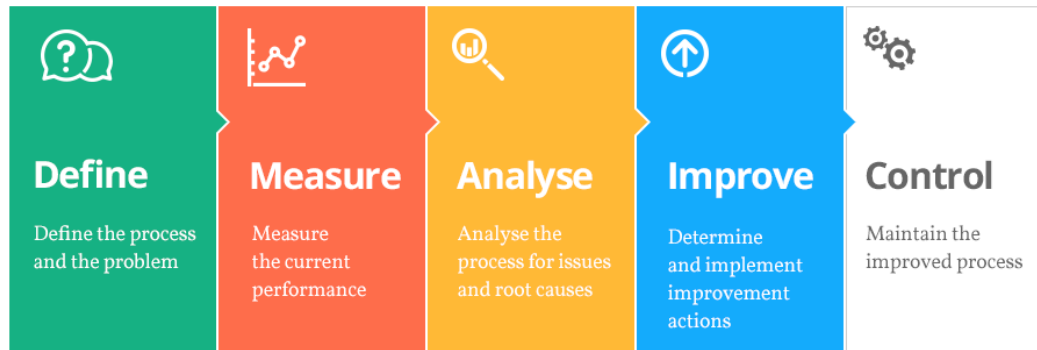 Define
Define the process
and the problem
Measure
Measure
the current
performance
Analyse
Analyse the
process for issues
and root causes
Improve
Determine
and implement
improvement
actions
Control
Maintain the
improved process